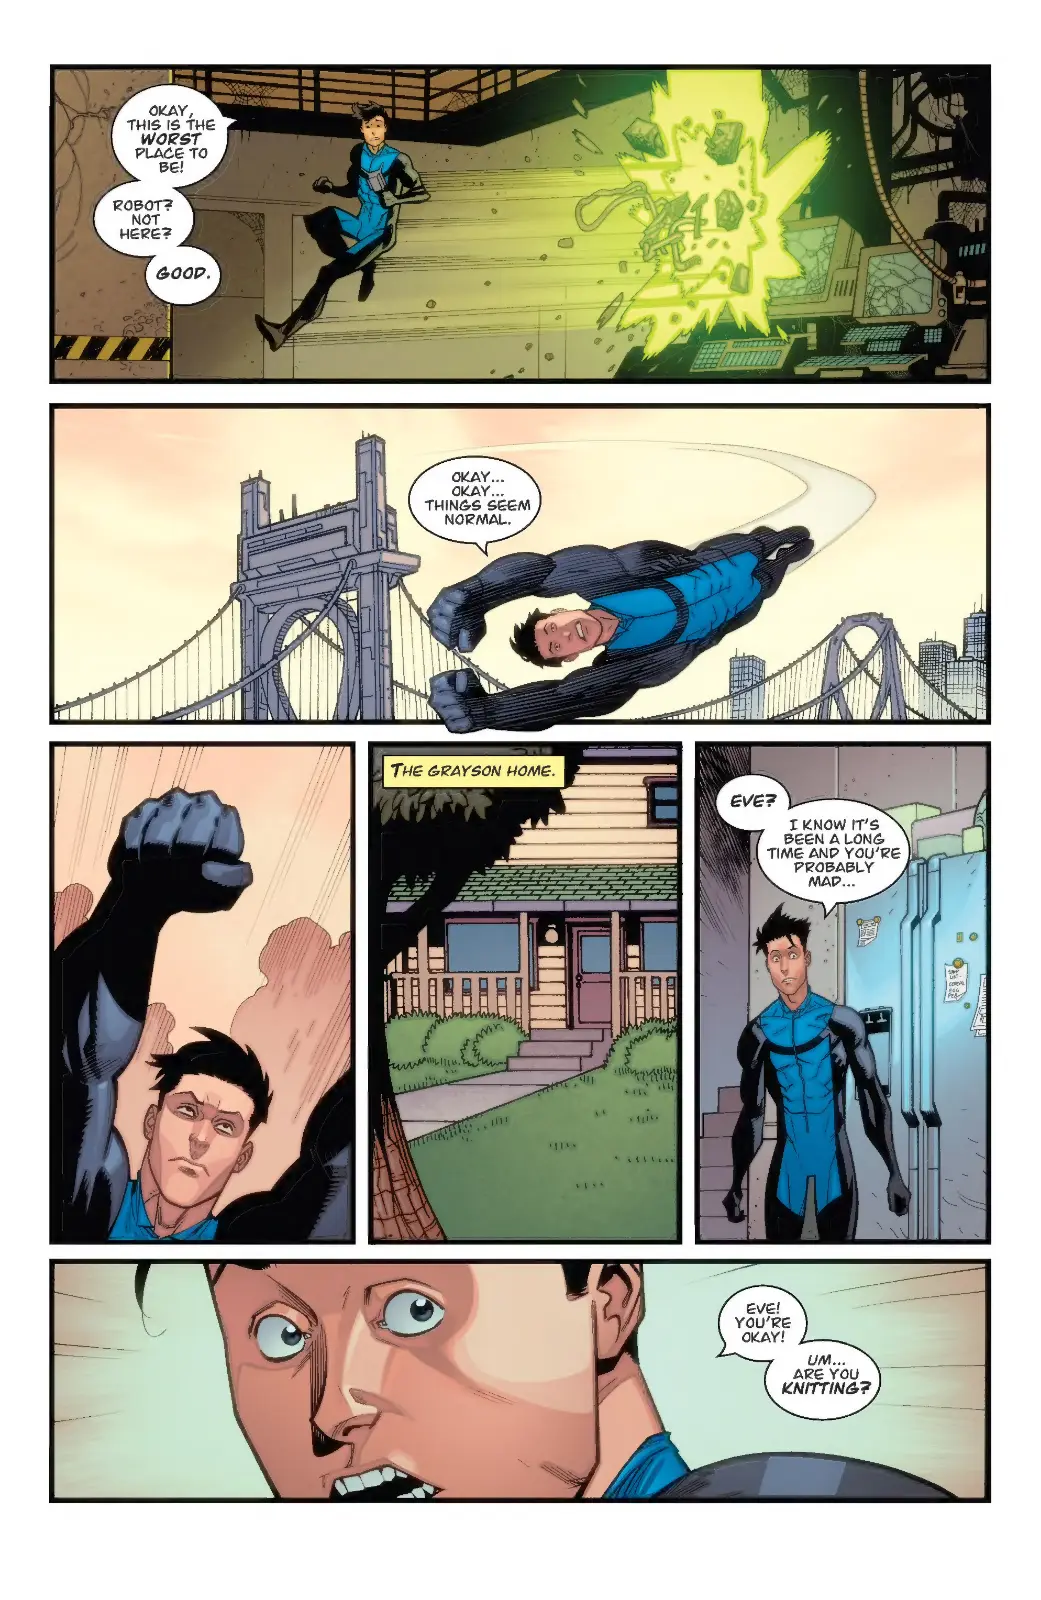 OKAY,
THIS IS THE
WORST
PLACE TO
BE!
ROBOT?
NOT
HERE?
GOOD.
OKAY...
OKAY...
THINGS SEEM
NORMAL.
THE GRAYSON HOME.
EVE?
I KNOW IT'S
BEEN A LONG
TIME AND YOU'RE
PROBABLY
MAD...
EVE!
YOU'RE
OKAY!
UM...
ARE YOU
KNITTING?